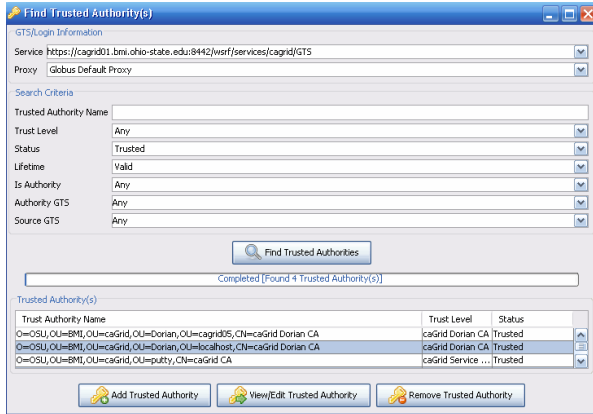 Find Trusted Authority(s)
GTS/Login Information
Service https://cagrid01.bmi.ohio-state.edu:8442/wsrf/services/cagrid/GTS
Proxy Globus Default Proxy
Search Criteria
Trusted Authority Name
Trust Level Any
Status Trusted
Lifetime Valid
Is Authority Any
Authority GTS Any
Source GTS Any
Find Trusted Authorities
Completed [Found 4 Trusted Authority(s)]
Trusted Authority(s)
Trust Authority Name Trust Level Status
O=OSU,OU=BMI,OU=caGrid,OU=Dorian,OU=cagrid05,CN=caGrid Dorian CA caGrid Dorian CA Trusted
O=OSU,OU=BMI,OU=caGrid,OU=Dorian,OU=localhost,CN=caGrid Dorian CA caGrid Dorian CA Trusted
O=OSU,OU=BMI,OU=caGrid,OU=putty,CN=caGrid CA caGrid Service ... Trusted
Add Trusted Authority View/Edit Trusted Authority Remove Trusted Authority